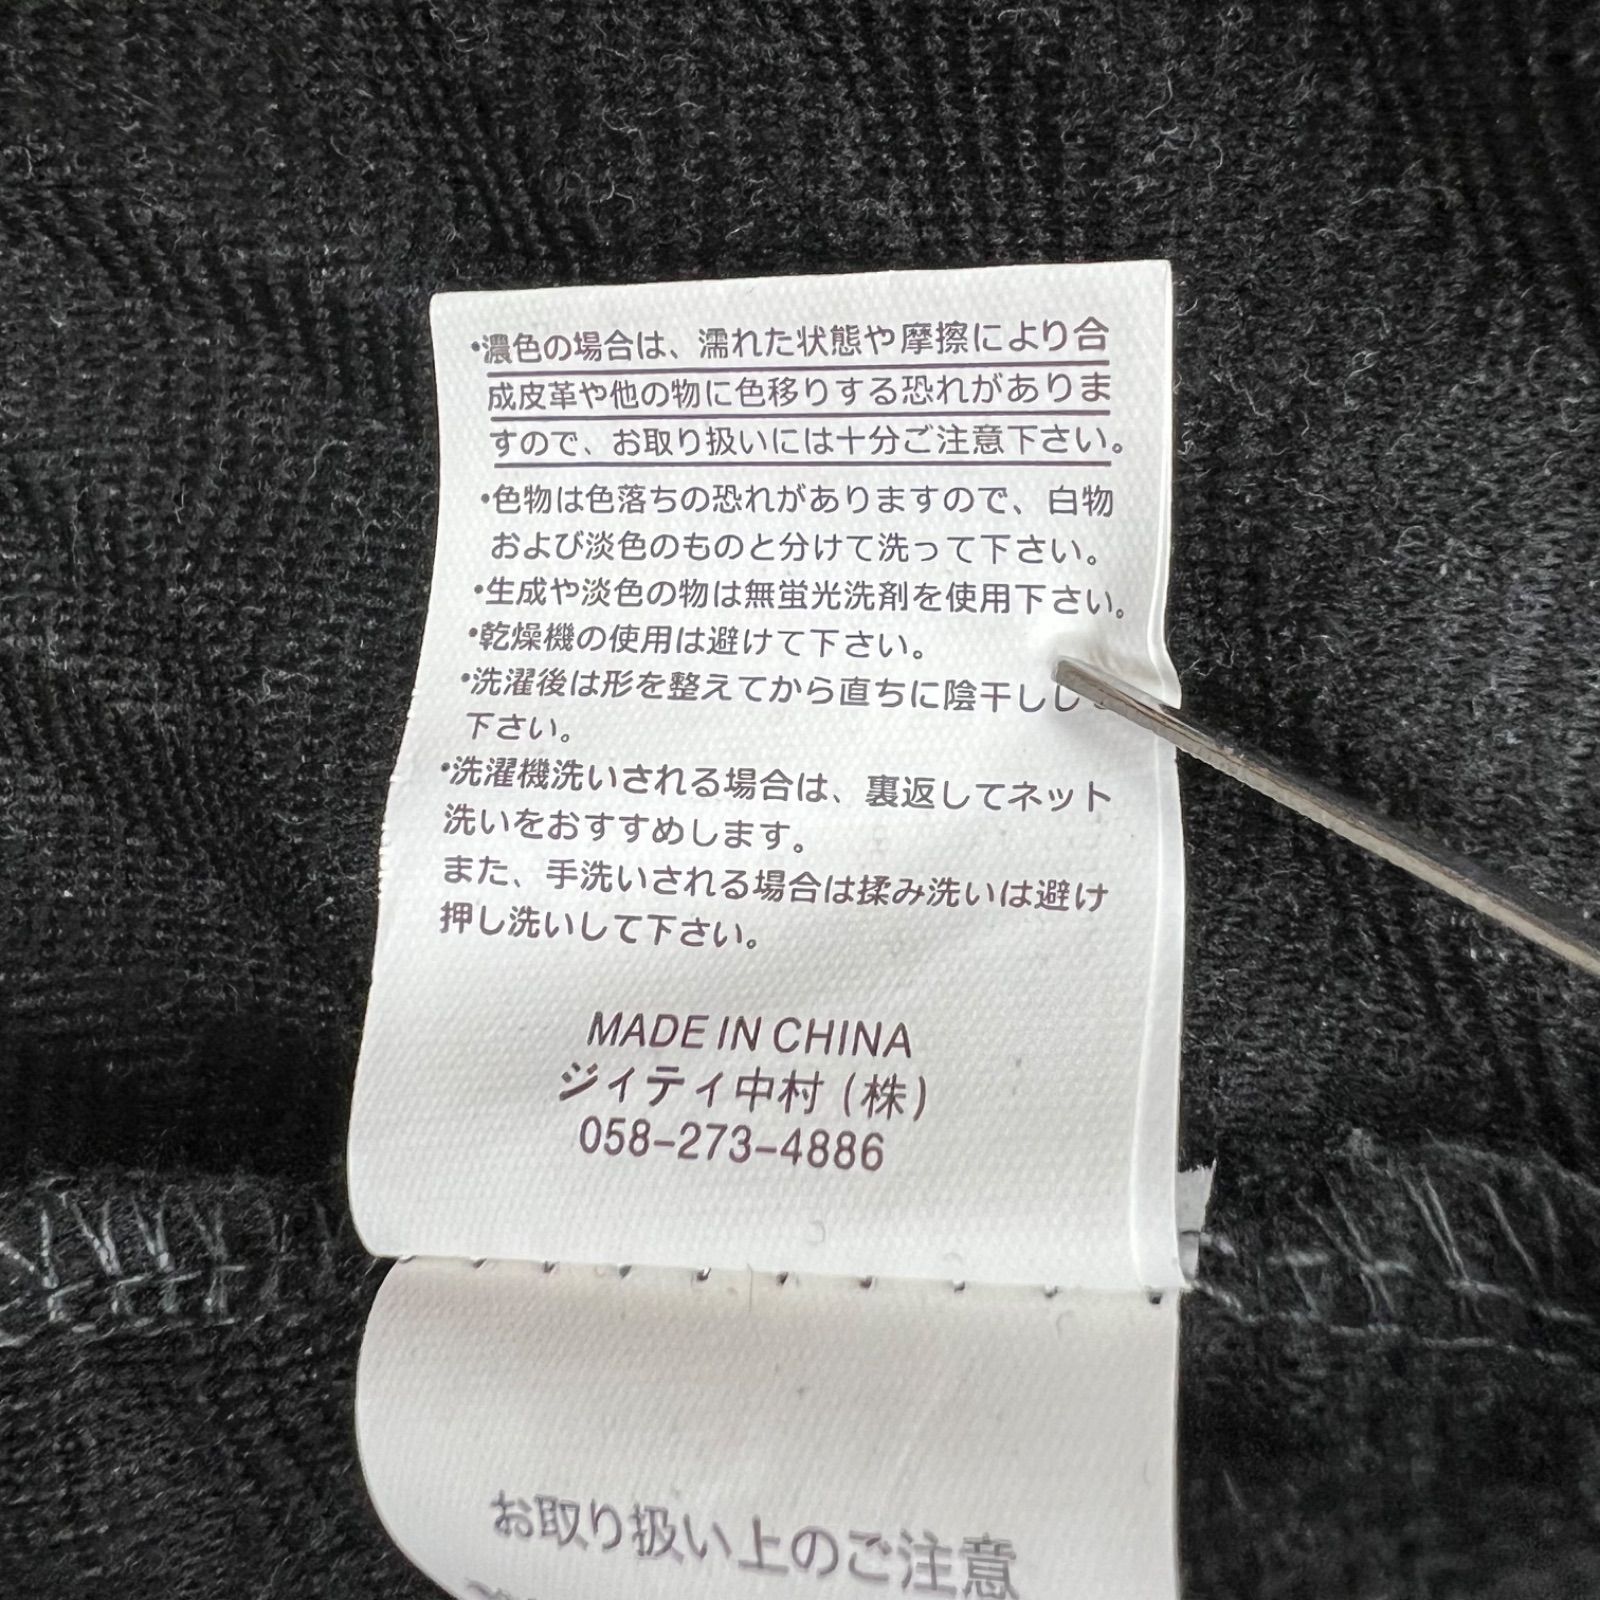 ・濃色の場合は、濡れた状態や摩擦により合
成皮革や他の物に色移りする恐れがありま
すので、お取り扱いには十分ご注意下さい。
・色物は色落ちの恐れがありますので、白物
および淡色のものと分けて洗って下さい。
・生成や淡色の物は無蛍光洗剤を使用下さい。
・乾燥機の使用は避けて下さい。
・洗濯後は形を整えてから直ちに陰干しし
下さい。
・洗濯機洗いされる場合は、裏返してネット
洗いをおすすめします。
また、手洗いされる場合は揉み洗いは避け
押し洗いして下さい。
MADE IN CHINA
ジィティ中村(株)
058-273-4886
お取り扱い上のご注意